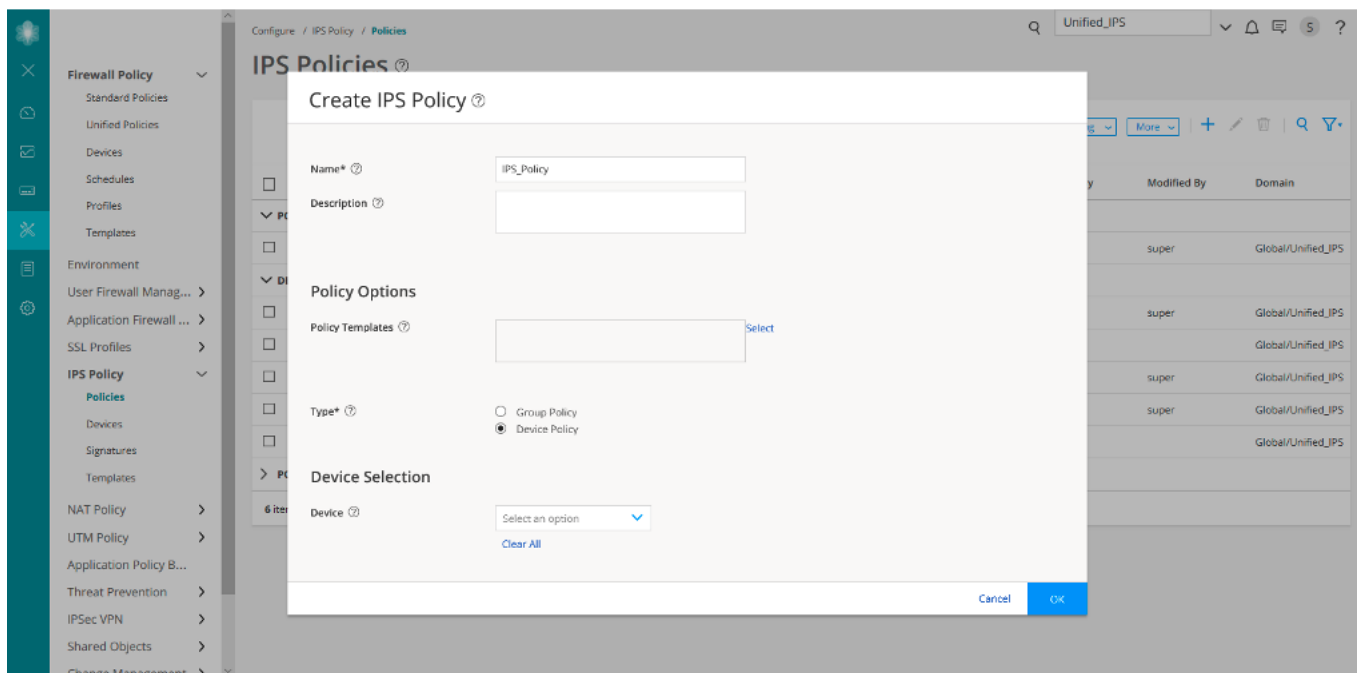 Configure / IPS Policy / Policies
Unified_IPS
S
?
IPS Policies ?
Firewall Policy
Standard Policies
Unified Policies
Devices
Schedules
Profiles
Templates
Environment
User Firewall Manag...
Application Firewall ...
SSL Profiles
IPS Policy
Policies
Devices
Signatures
Templates
NAT Policy
UTM Policy
Application Policy B...
Threat Prevention
IPSec VPN
Shared Objects
Change Management
More
Modified By
Domain
super
Global/Unified_IPS
super
Global/Unified_IPS
Global/Unified_IPS
super
Global/Unified_IPS
super
Global/Unified_IPS
Global/Unified_IPS
Create IPS Policy ?
Name* ?
IPS_Policy
Description ?
Policy Options
Policy Templates ?
Select
Type* ?
Group Policy
Device Policy
Device Selection
Device ?
Select an option
Clear All
Cancel
OK